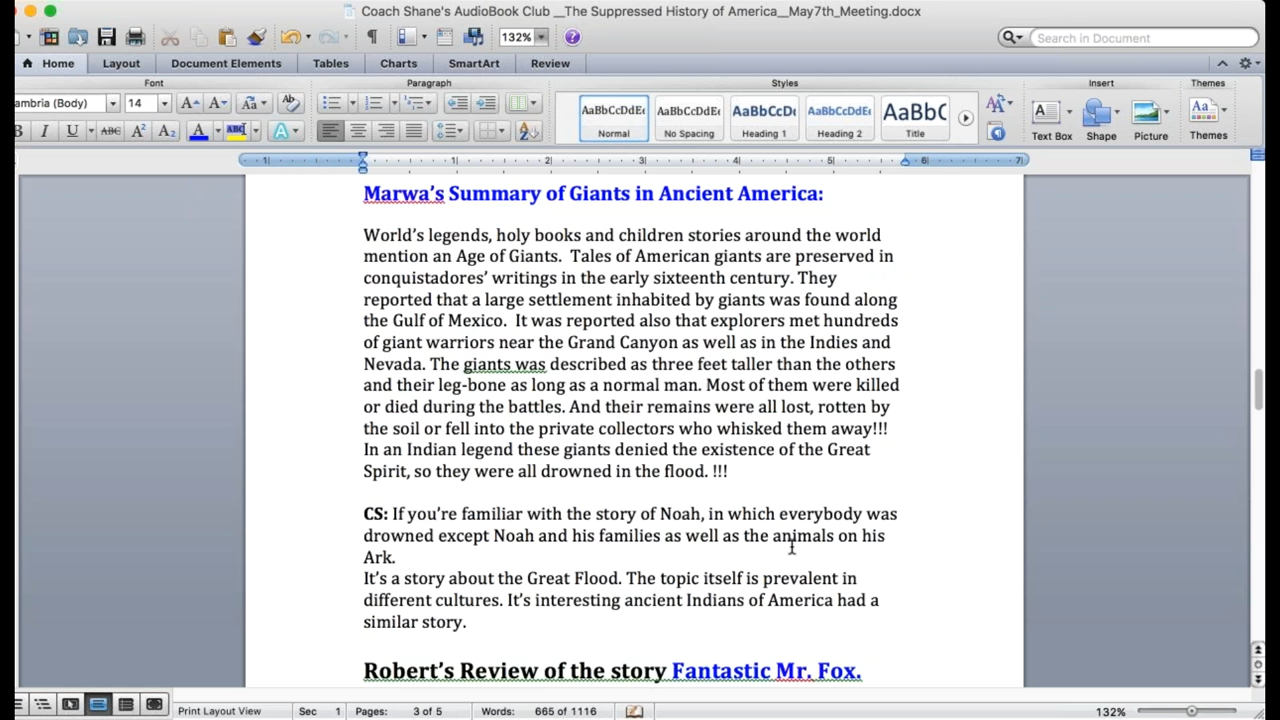 Coach Shane's AudioBook Club __The Suppressed History of America__May7th_Meeting.docx
132%
Search in Document
Home Layout Document Elements Tables Charts SmartArt Review
Font Paragraph Styles Insert Themes
ambria (Body) 14
AaBbCcDdEe AaBbCcDdEe AaBbCcDc AaBbCcDdEe AaBbC
Normal No Spacing Heading 1 Heading 2 Title
Text Box Shape Picture Themes
1 1 2 3 4 5 6 7
Marwa's Summary of Giants in Ancient America:
World's legends, holy books and children stories around the world
mention an Age of Giants. Tales of American giants are preserved in
conquistadores' writings in the early sixteenth century. They
reported that a large settlement inhabited by giants was found along
the Gulf of Mexico. It was reported also that explorers met hundreds
of giant warriors near the Grand Canyon as well as in the Indies and
Nevada. The giants was described as three feet taller than the others
and their leg-bone as long as a normal man. Most of them were killed
or died during the battles. And their remains were all lost, rotten by
the soil or fell into the private collectors who whisked them away!!!
In an Indian legend these giants denied the existence of the Great
Spirit, so they were all drowned in the flood. !!!
CS: If you're familiar with the story of Noah, in which everybody was
drowned except Noah and his families as well as the animals on his
Ark.
It's a story about the Great Flood. The topic itself is prevalent in
different cultures. It's interesting ancient Indians of America had a
similar story.
Robert's Review of the story Fantastic Mr. Fox.
Print Layout View Sec 1 Pages: 3 of 5 Words: 665 of 1116 132%